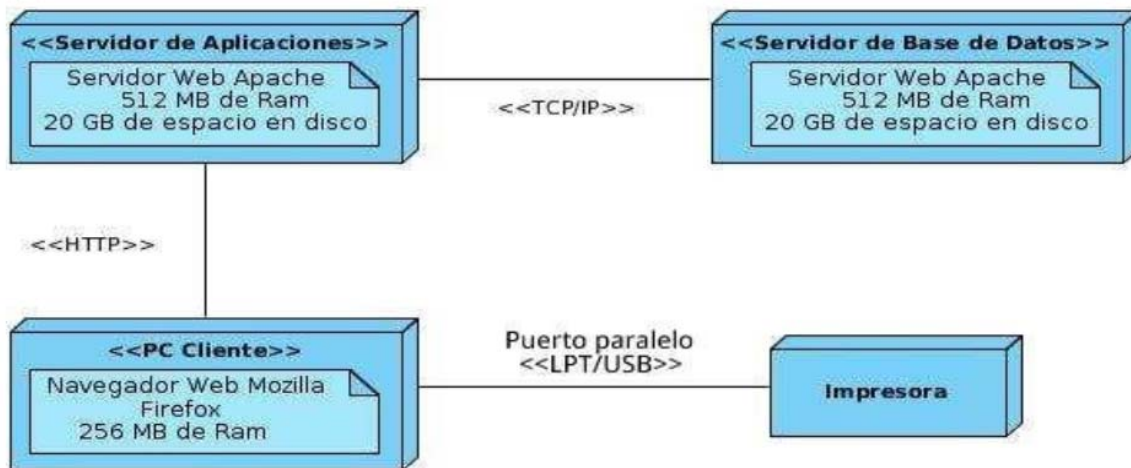 <<Servidor de Aplicaciones>>
Servidor Web Apache
512 MB de Ram
20 GB de espacio en disco
<<TCP/IP>>
<<Servidor de Base de Datos>>
Servidor Web Apache
512 MB de Ram
20 GB de espacio en disco
<<HTTP>>
<<PC Cliente>>
Navegador Web Mozilla
Firefox
256 MB de Ram
Puerto paralelo
<<LPT/USB>>
Impresora